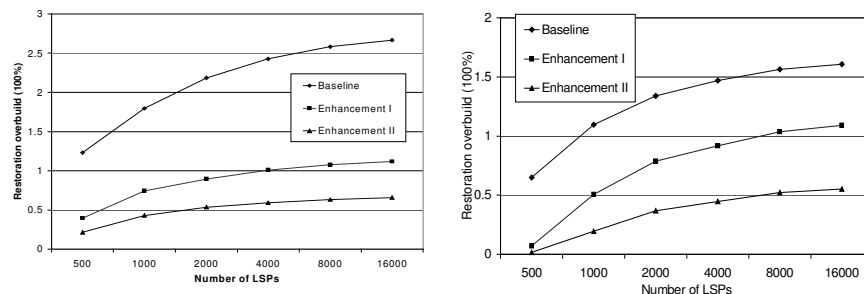 3
2.5
2
1.5
1
0.5
0
Restoration overbuild (100%)
Baseline
Enhancement I
Enhancement II
500 1000 2000 4000 8000 16000
Number of LSPs
2
1.5
1
0.5
0
Restoration overbuild (100%)
Baseline
Enhancement I
Enhancement II
500 1000 2000 4000 8000 16000
Number of LSPs